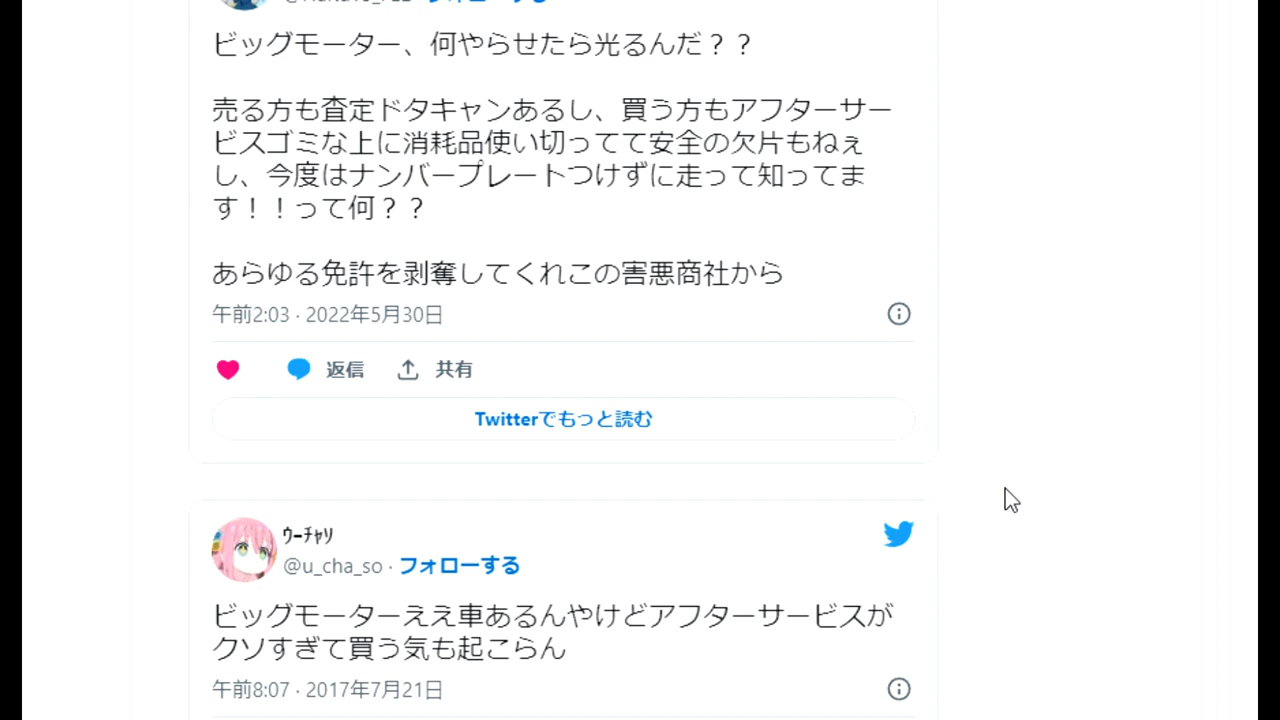 フォローする
ビッグモーター、何やらせたら光るんだ？？
売る方も査定ドタキャンあるし、買う方もアフターサー
ビスゴミな上に消耗品使い切ってて安全の欠片もねぇ
し、今度はナンバープレートつけずに走って知ってま
す！！って何？？
あらゆる免許を剥奪してくれこの害悪商社から
午前2:03 · 2022年5月30日
返信 共有
Twitterでもっと読む
ｳｰﾁｬﾘ
@u_cha_so · フォローする
ビッグモーターええ車あるんやけどアフターサービスが
クソすぎて買う気も起こらん
午前8:07 · 2017年7月21日